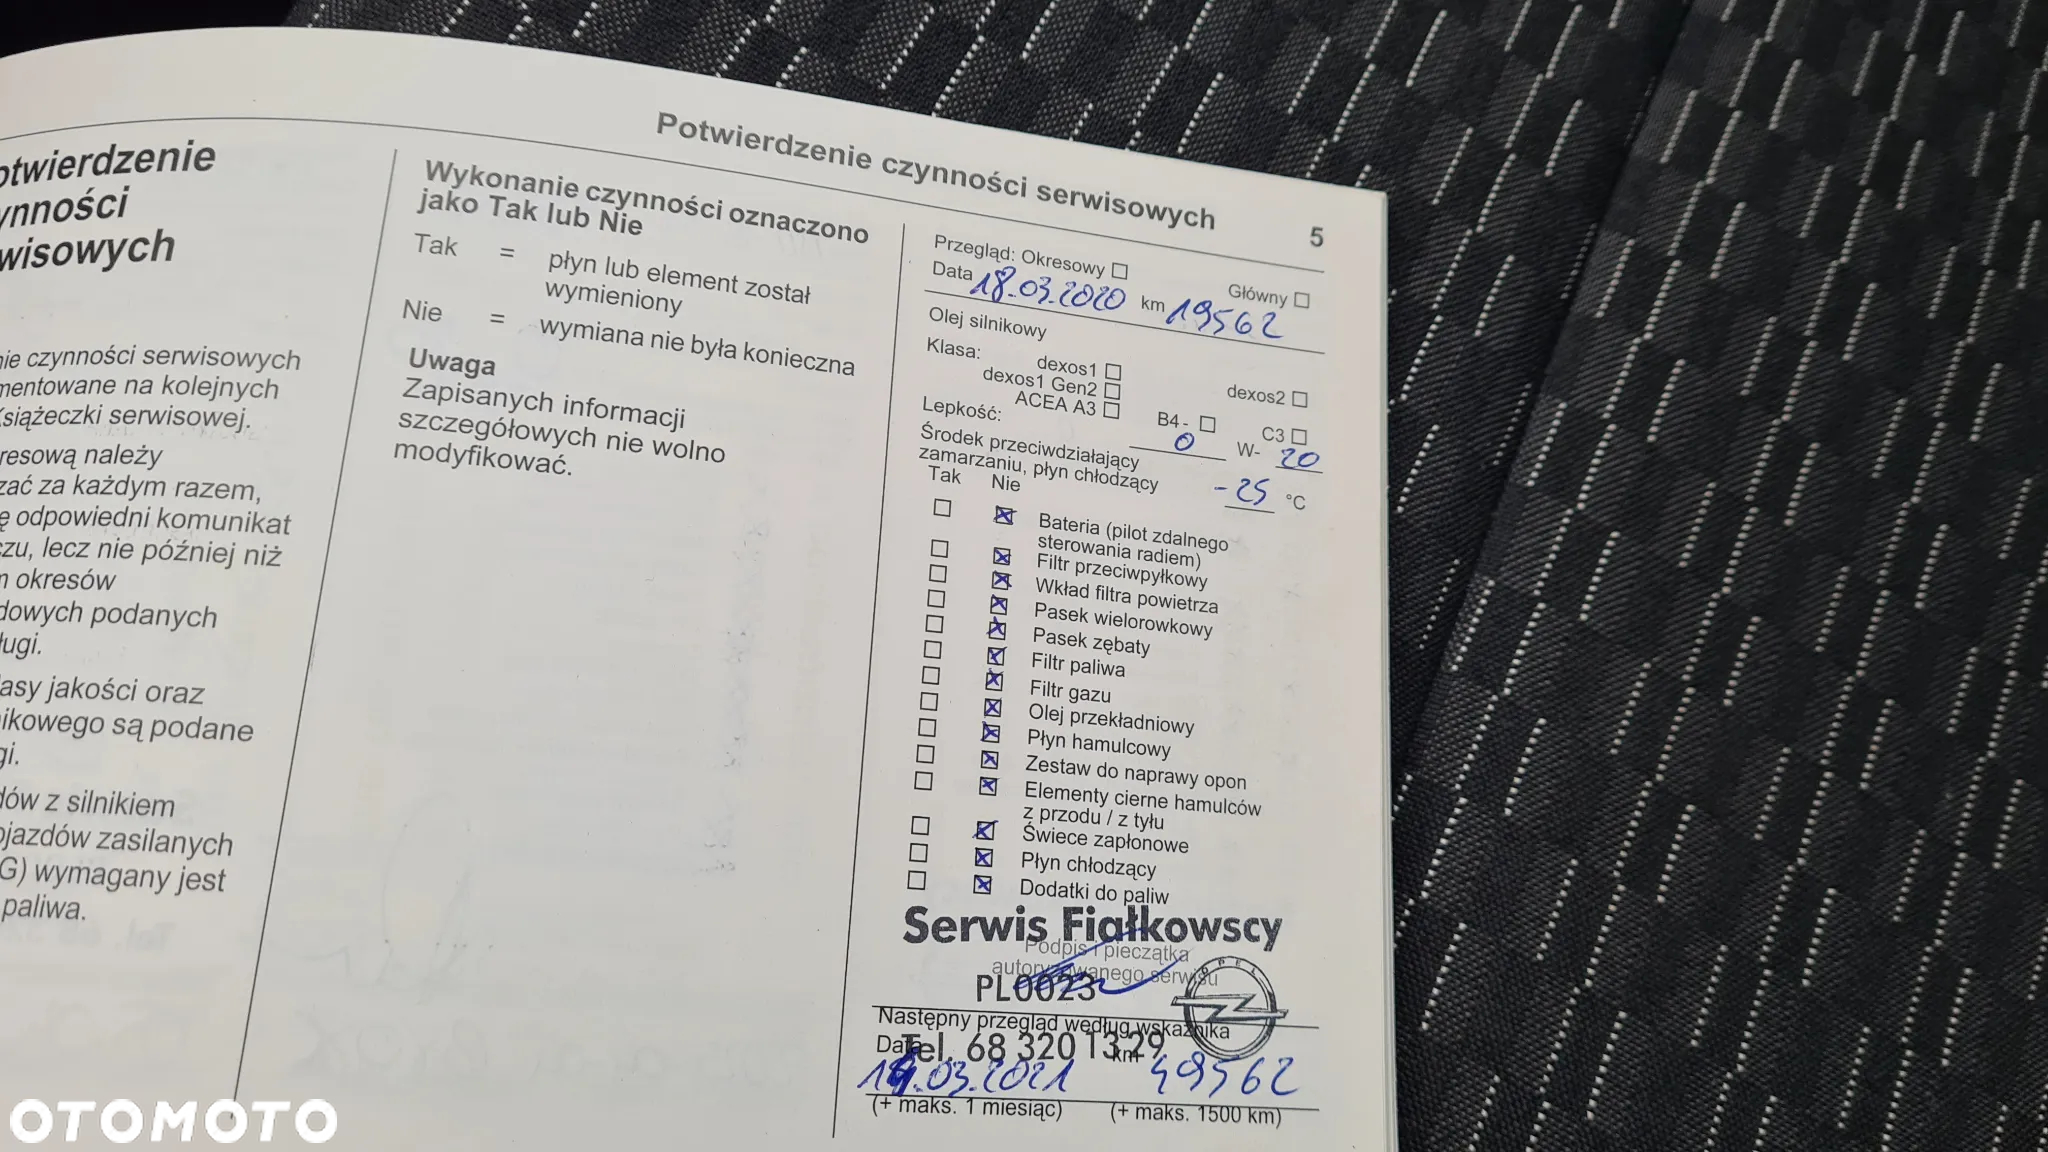 Potwierdzenie czynności serwisowych
5
otwierdzenie
ynności
wisowych
nie czynności serwisowych
mentowane na kolejnych
książeczki serwisowej.
resową należy
zać za każdym razem,
ę odpowiedni komunikat
czu, lecz nie później niż
m okresów
dowych podanych
ługi.
lasy jakości oraz
nikowego są podane
gi.
dów z silnikiem
ojazdów zasilanych
G) wymagany jest
paliwa.
Wykonanie czynności oznaczono
jako Tak lub Nie
Tak = płyn lub element został
wymieniony
Nie = wymiana nie była konieczna
Uwaga
Zapisanych informacji
szczegółowych nie wolno
modyfikować.
Przegląd: Okresowy ☐ Główny ☐
Data 18.03.2020 km 19562
Olej silnikowy
Klasa: dexos1 ☐ dexos2 ☐
dexos1 Gen2 ☐
ACEA A3 ☐ B4- ☐ C3 ☐
Lepkość: 0 W- 20
Środek przeciwdziałający
zamarzaniu, płyn chłodzący -25 °C
Tak Nie
☐ ☒ Bateria (pilot zdalnego
sterowania radiem)
☐ ☒ Filtr przeciwpyłkowy
☐ ☒ Wkład filtra powietrza
☐ ☒ Pasek wielorowkowy
☐ ☒ Pasek zębaty
☐ ☒ Filtr paliwa
☐ ☒ Filtr gazu
☐ ☒ Olej przekładniowy
☐ ☒ Płyn hamulcowy
☐ ☒ Zestaw do naprawy opon
☐ ☒ Elementy cierne hamulców
z przodu / z tyłu
☐ ☒ Świece zapłonowe
☐ ☒ Płyn chłodzący
☐ ☒ Dodatki do paliw
Serwis Fiałkowscy
Podpis i pieczątka
autoryzowanego serwisu
PL0023
OPEL
Następny przegląd według wskaźnika
Data km
Tel. 68 320 13 29
.03.2021 49562
(+ maks. 1 miesiąc) (+ maks. 1500 km)
OTOMOTO